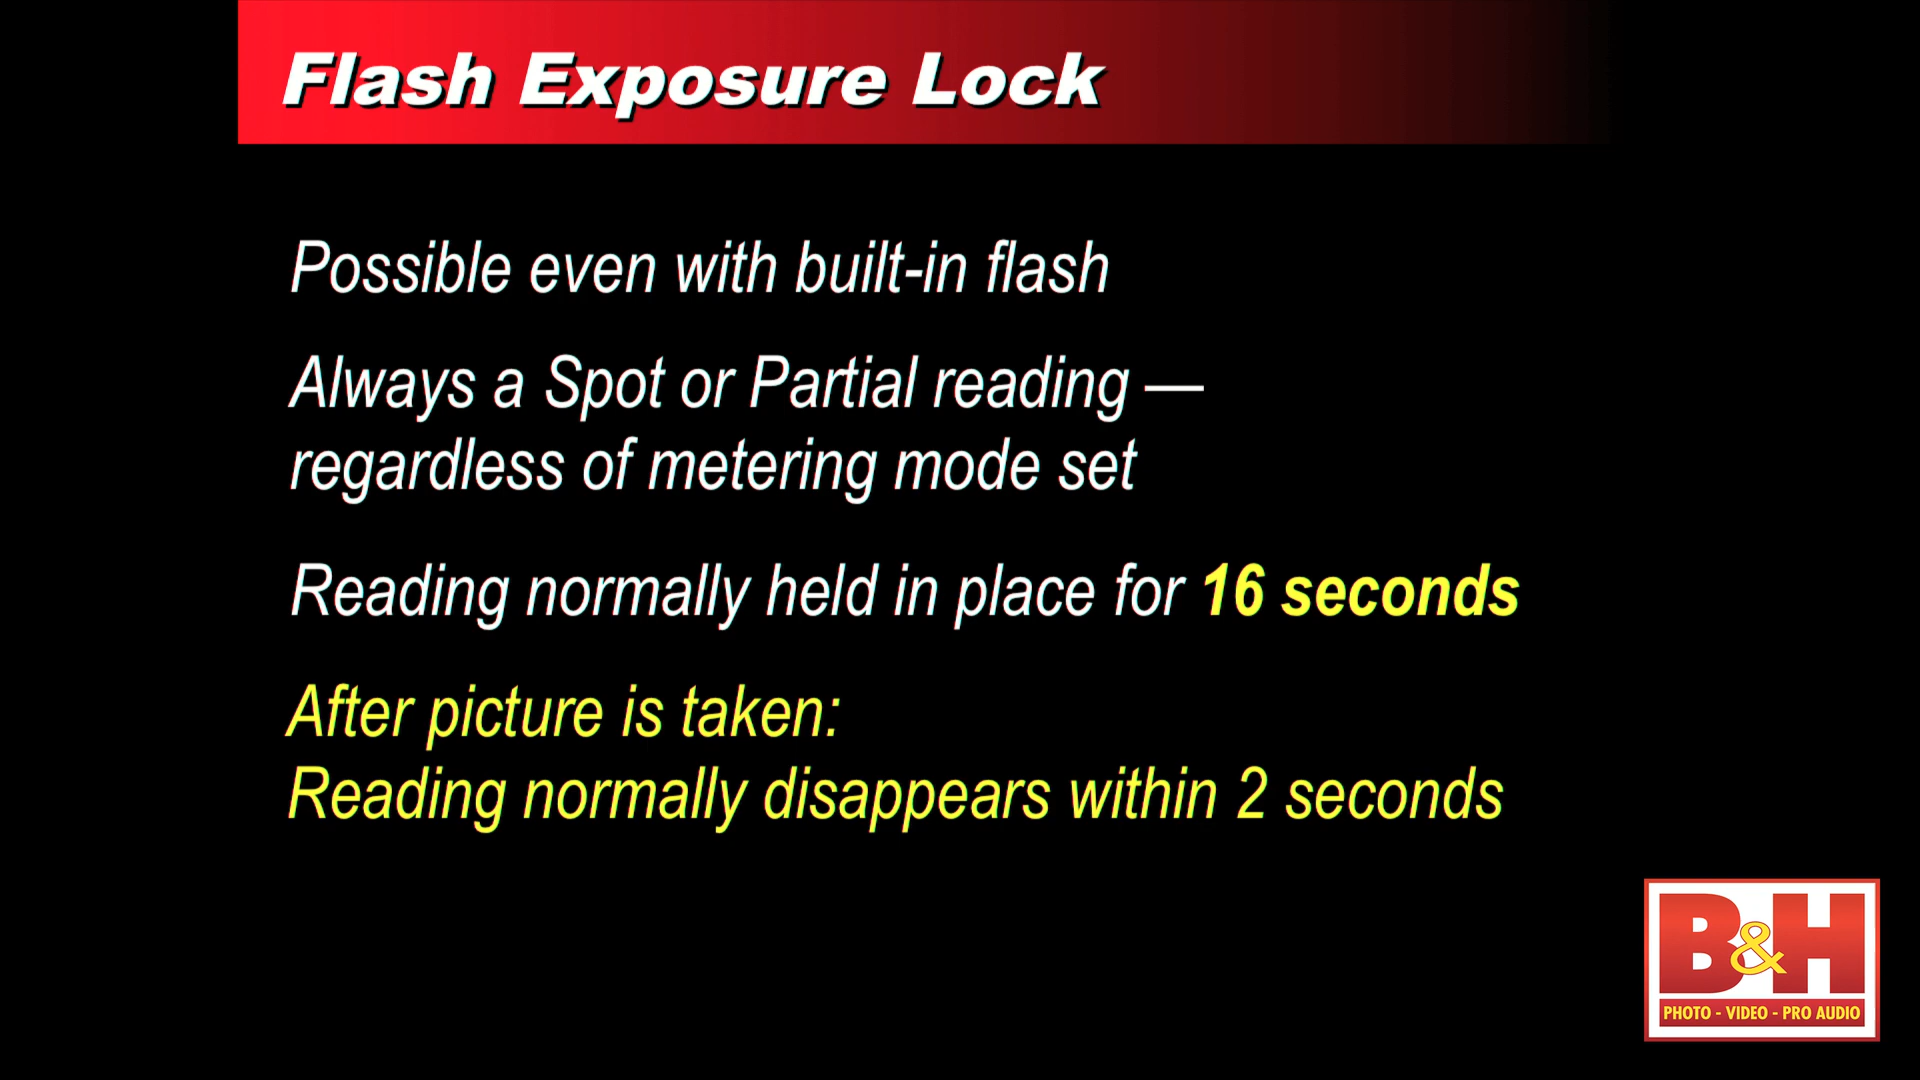 Flash Exposure Lock
Possible even with built-in flash
Always a Spot or Partial reading —
regardless of metering mode set
Reading normally held in place for 16 seconds
After picture is taken:
Reading normally disappears within 2 seconds
B&H
PHOTO - VIDEO - PRO AUDIO